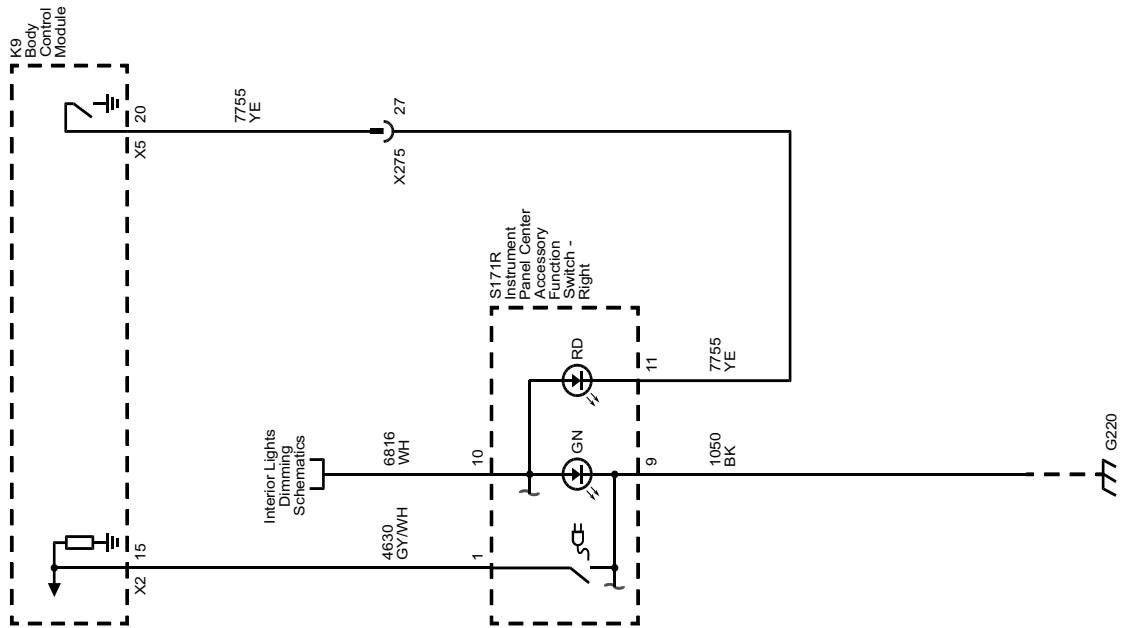 K9
Body
Control
Module
X2
15
X5
20
7755
YE
X275
27
Interior Lights
Dimming
Schematics
6816
WH
4630
GY/WH
S171R
Instrument
Panel Center
Accessory
Function
Switch -
Right
1
10
GN
RD
9
11
1050
BK
7755
YE
G220